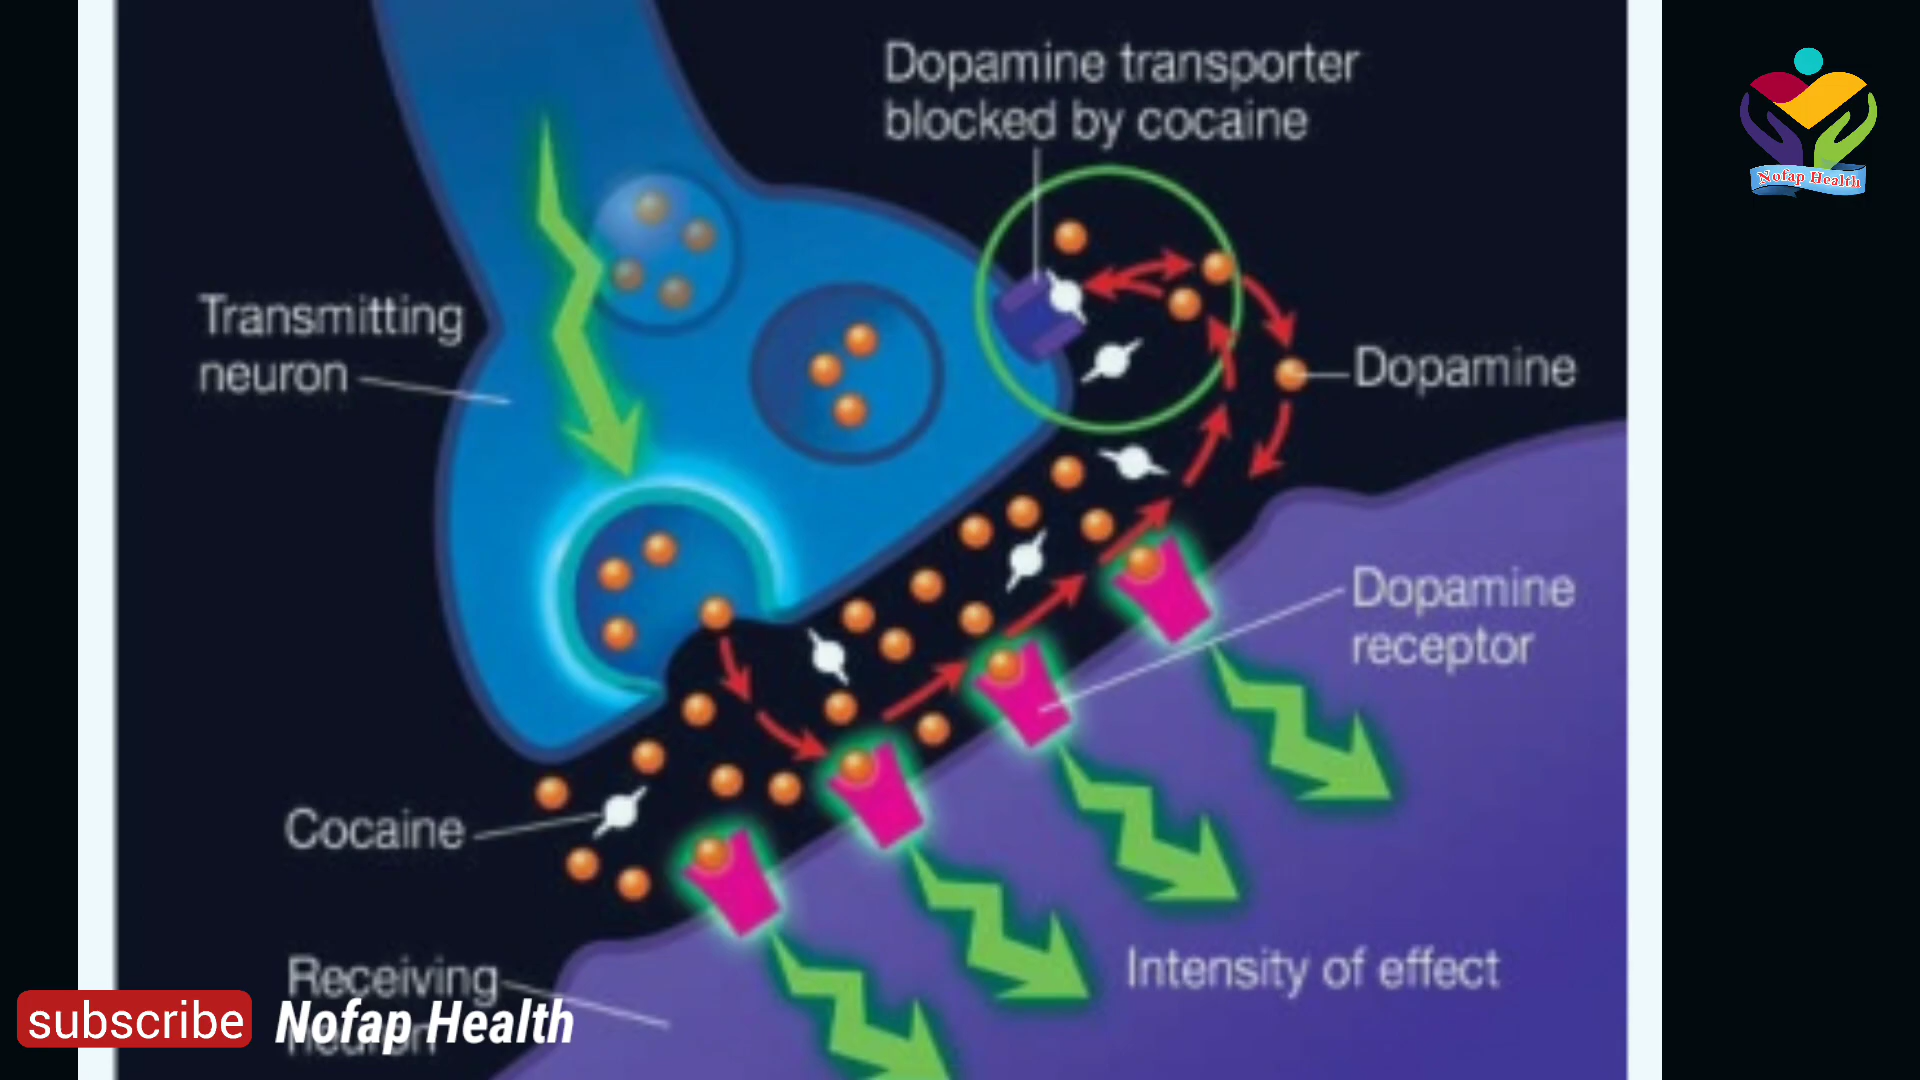 Dopamine transporter
blocked by cocaine
Nofap Health
Transmitting
neuron
Dopamine
Dopamine
receptor
Cocaine
Intensity of effect
Receiving
neuron
subscribe Nofap Health